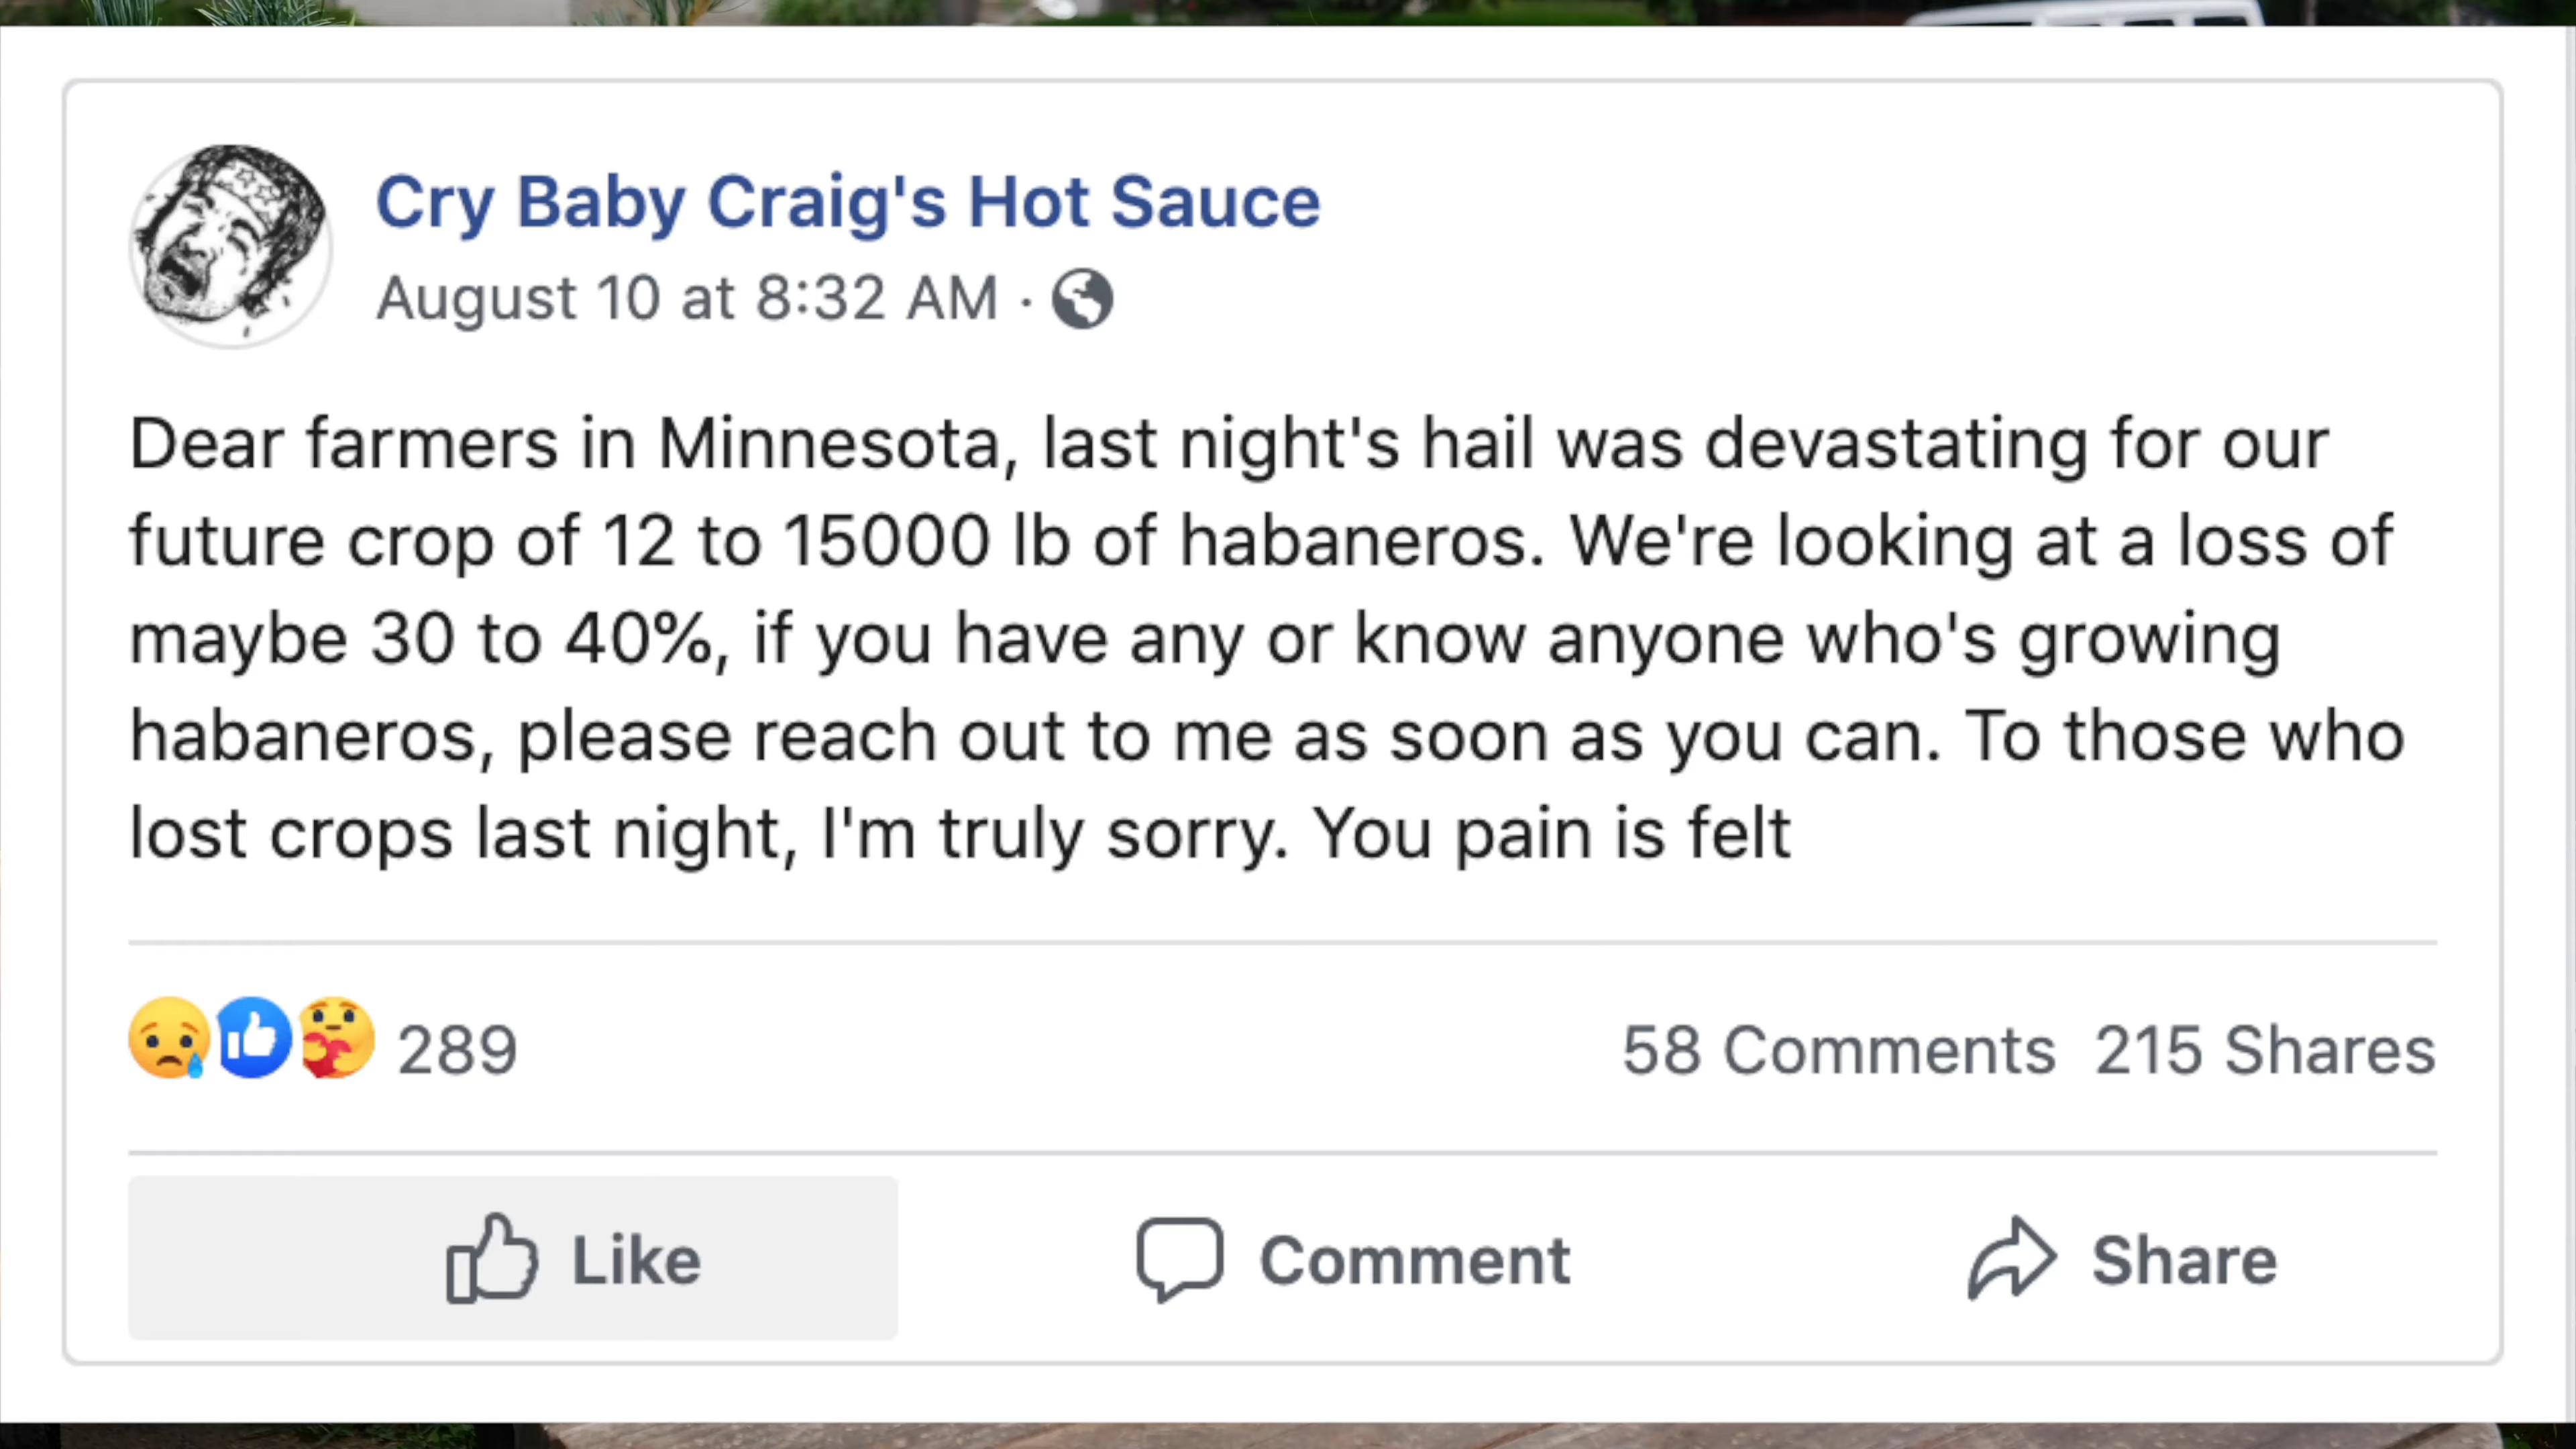 Cry Baby Craig's Hot Sauce
August 10 at 8:32 AM ·
Dear farmers in Minnesota, last night's hail was devastating for our
future crop of 12 to 15000 lb of habaneros. We're looking at a loss of
maybe 30 to 40%, if you have any or know anyone who's growing
habaneros, please reach out to me as soon as you can. To those who
lost crops last night, I'm truly sorry. You pain is felt
289
58 Comments 215 Shares
Like Comment Share